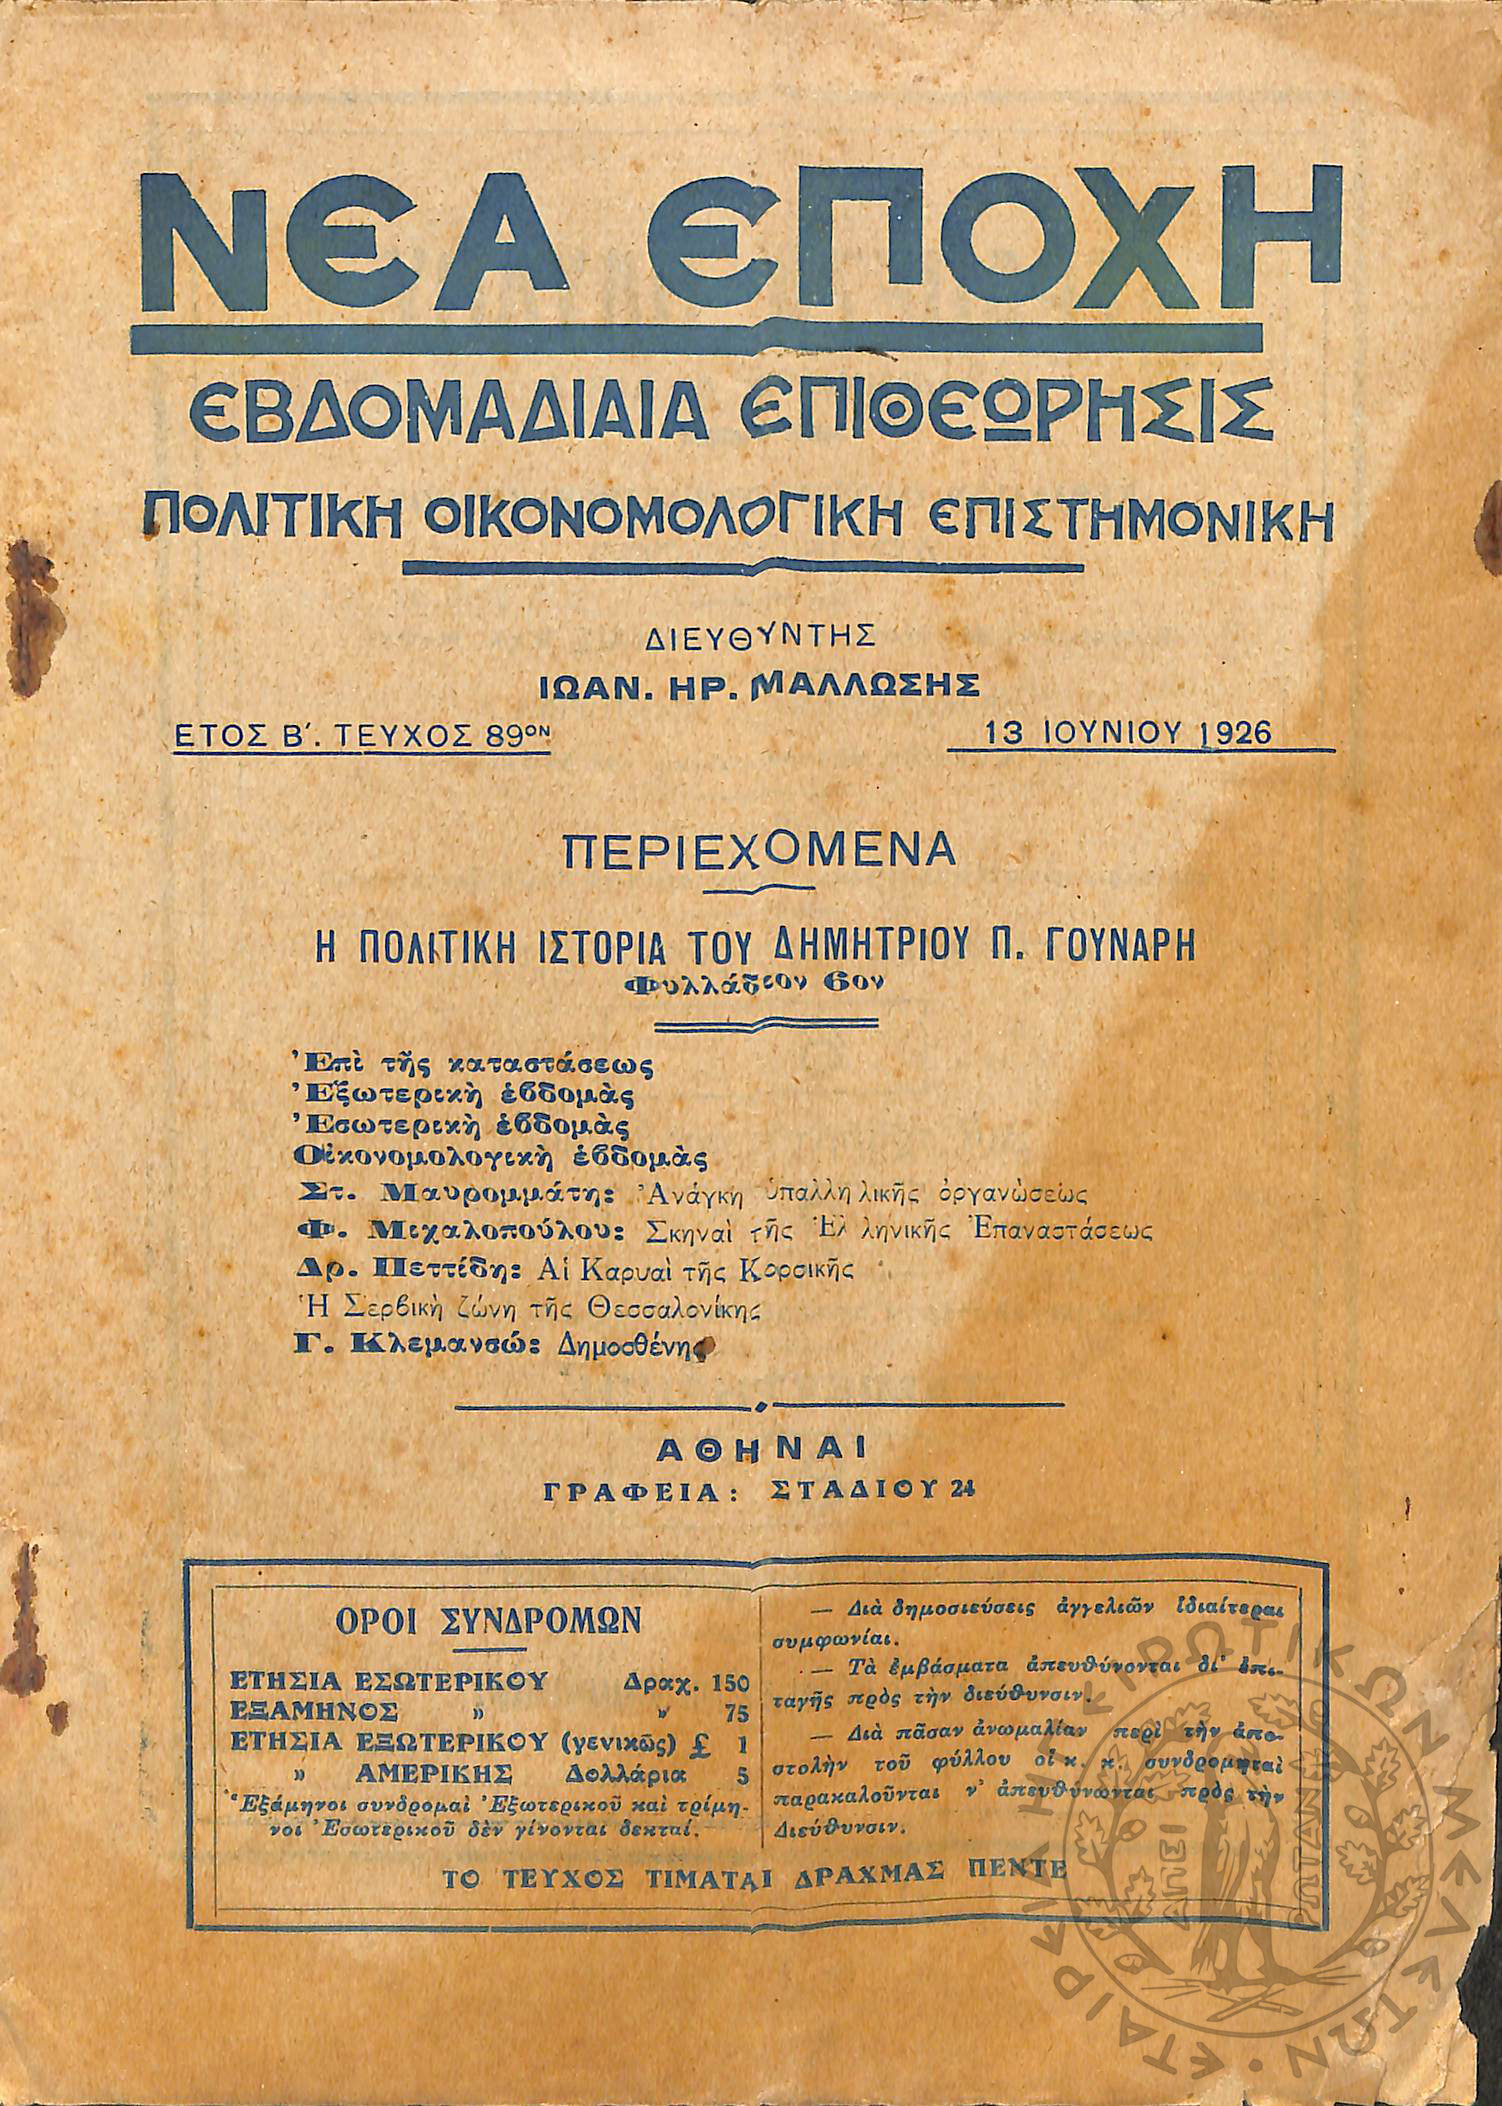 ΝΕΑ ΕΠΟΧΗ
ΕΒΔΟΜΑΔΙΑΙΑ ΕΠΙΘΕΩΡΗΣΙΣ
ΠΟΛΙΤΙΚΗ ΟΙΚΟΝΟΜΟΛΟΓΙΚΗ ΕΠΙΣΤΗΜΟΝΙΚΗ
ΔΙΕΥΘΥΝΤΗΣ
ΙΩΑΝ. ΗΡ. ΜΑΛΛΩΣΗΣ
ΕΤΟΣ Β΄. ΤΕΥΧΟΣ 89ΟΝ
13 ΙΟΥΝΙΟΥ 1926
ΠΕΡΙΕΧΟΜΕΝΑ
Η ΠΟΛΙΤΙΚΗ ΙΣΤΟΡΙΑ ΤΟΥ ΔΗΜΗΤΡΙΟΥ Π. ΓΟΥΝΑΡΗ
Φυλλάδιον 6ον
Ἐπὶ τῆς καταστάσεως
Ἐξωτερικὴ ἑβδομὰς
Ἐσωτερικὴ ἑβδομὰς
Οἰκονομολογικὴ ἑβδομὰς
Στ. Μαυρομμάτη: Ἀνάγκη ὑπαλληλικῆς ὀργανώσεως
Φ. Μιχαλοπούλου: Σκηναὶ τῆς Ἑλληνικῆς Ἐπαναστάσεως
Δρ. Πεττίδη: Αἱ Καρυαὶ τῆς Κορσικῆς
Ἡ Σερβικὴ ζώνη τῆς Θεσσαλονίκης
Γ. Κλεμανσώ: Δημοσθένης
ΑΘΗΝΑΙ
ΓΡΑΦΕΙΑ: ΣΤΑΔΙΟΥ 24
ΟΡΟΙ ΣΥΝΔΡΟΜΩΝ
ΕΤΗΣΙΑ ΕΣΩΤΕΡΙΚΟΥ Δραχ. 150
ΕΞΑΜΗΝΟΣ » » 75
ΕΤΗΣΙΑ ΕΞΩΤΕΡΙΚΟΥ (γενικῶς) £ 1
» ΑΜΕΡΙΚΗΣ Δολλάρια 5
Ἑξάμηνοι συνδρομαὶ Ἐξωτερικοῦ καὶ τρίμη-
νοι Ἐσωτερικοῦ δὲν γίνονται δεκταί.
— Διὰ δημοσιεύσεις ἀγγελιῶν ἰδιαίτεραι
συμφωνίαι.
— Τὰ ἐμβάσματα ἀπευθύνονται δι' ἐπι-
ταγῆς πρὸς τὴν διεύθυνσιν.
— Διὰ πᾶσαν ἀνωμαλίαν περὶ τὴν ἀπο-
στολὴν τοῦ φύλλου οἱ κ. κ. συνδρομηταὶ
παρακαλοῦνται ν' ἀπευθύνωνται πρὸς τὴν
Διεύθυνσιν.
ΤΟ ΤΕΥΧΟΣ ΤΙΜΑΤΑΙ ΔΡΑΧΜΑΣ ΠΕΝΤΕ
ΕΤΑΙΡΕΙΑ ΗΠΕΙΡΩΤΙΚΩΝ ΜΕΛΕΤΩΝ
ΑΠΕΙ
ΡΩΤΑΝ